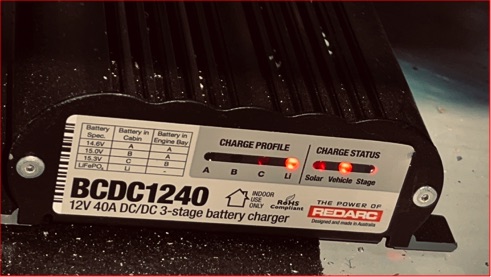 Battery Spec. Battery in Cabin Battery in Engine Bay
14.6V A A
15.0V B B
15.3V C C
LiFePO₄ Li -
CHARGE PROFILE
A B C Li
CHARGE STATUS
Solar Vehicle Stage
BCDC1240
12V 40A DC/DC 3-stage battery charger
INDOOR
USE
ONLY
RoHS
Compliant
THE POWER OF
REDARC
Designed and made in Australia